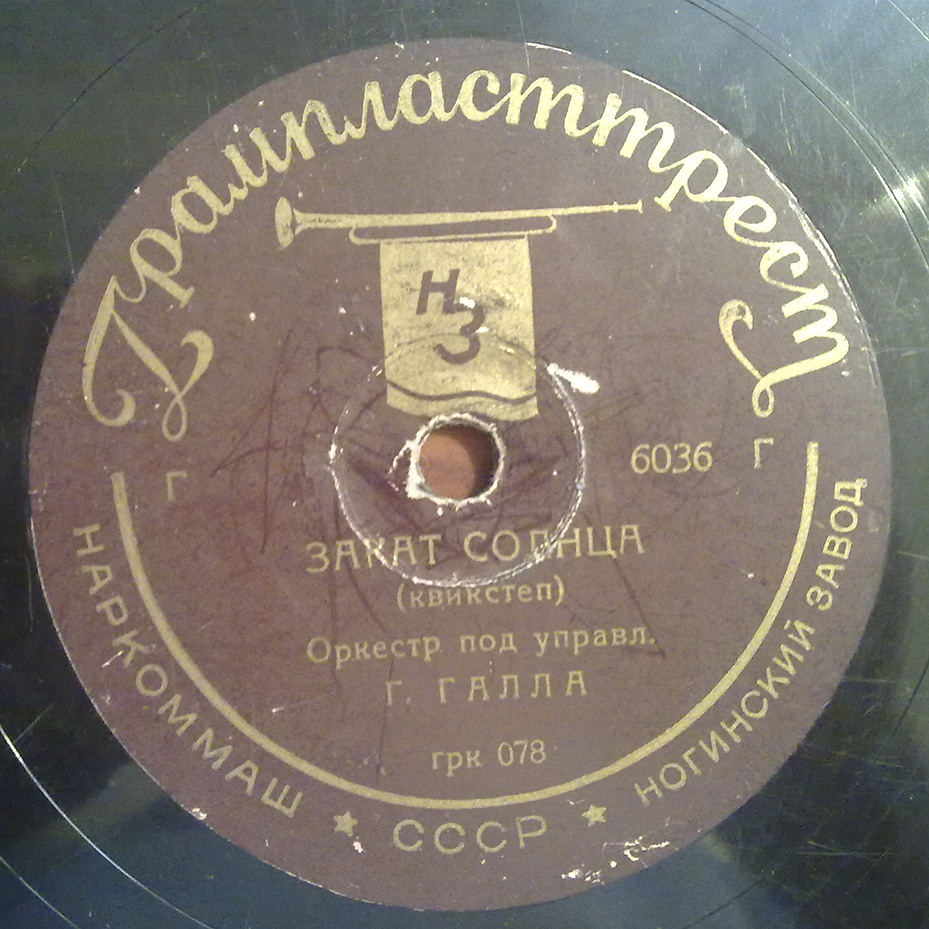 Грампласттрест
НЗ
6036
Г Г
ЗАКАТ СОЛНЦА
(квикстеп)
Оркестр под управл.
Г. ГАЛЛА
грк 078
НАРКОММАШ ★ СССР ★ НОГИНСКИЙ ЗАВОД